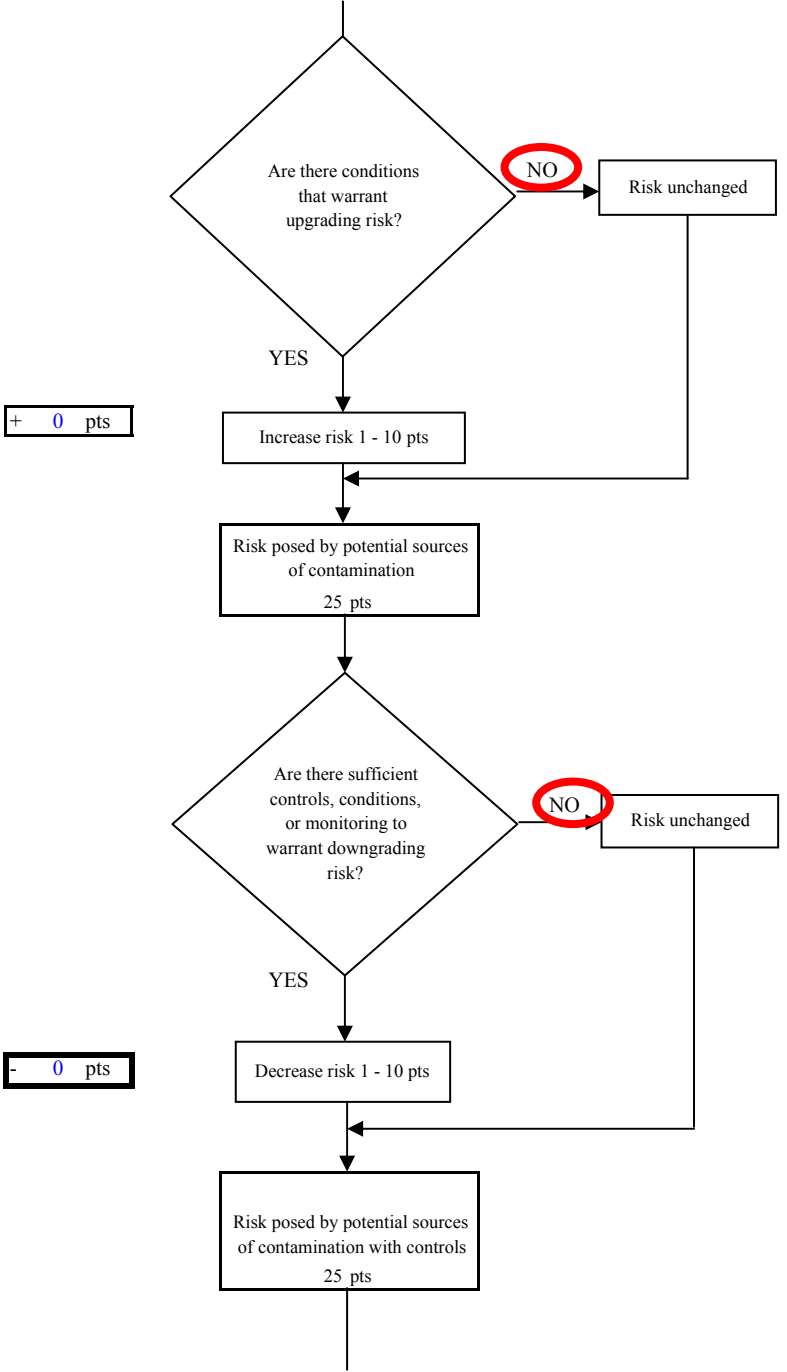 Are there conditions
that warrant
upgrading risk?
NO
Risk unchanged
YES
+ 0 pts
Increase risk 1 - 10 pts
Risk posed by potential sources
of contamination
25 pts
Are there sufficient
controls, conditions,
or monitoring to
warrant downgrading
risk?
NO
Risk unchanged
YES
- 0 pts
Decrease risk 1 - 10 pts
Risk posed by potential sources
of contamination with controls
25 pts